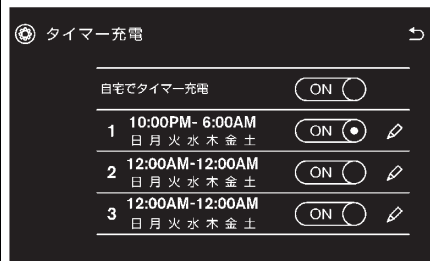 タイマー充電
自宅でタイマー充電 ON
1 10:00PM- 6:00AM ON
日 月 火 水 木 金 土
2 12:00AM-12:00AM ON
日 月 火 水 木 金 土
3 12:00AM-12:00AM ON
日 月 火 水 木 金 土